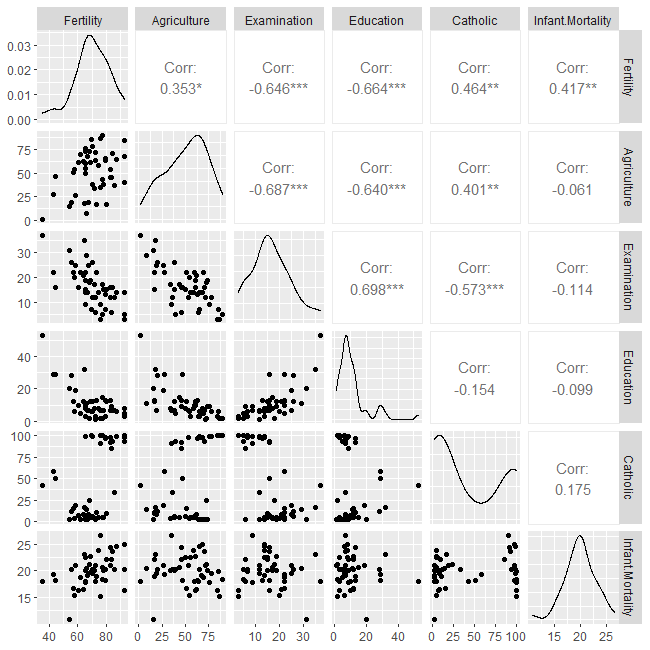 Fertility Agriculture Examination Education Catholic Infant.Mortality
0.03
0.02
0.01
0.00
Corr:
0.353*
Corr:
-0.646***
Corr:
-0.664***
Corr:
0.464**
Corr:
0.417**
Fertility
75
50
25
0
Corr:
-0.687***
Corr:
-0.640***
Corr:
0.401**
Corr:
-0.061
Agriculture
30
20
10
Corr:
0.698***
Corr:
-0.573***
Corr:
-0.114
Examination
40
20
0
Corr:
-0.154
Corr:
-0.099
Education
100
75
50
25
0
Corr:
0.175
Catholic
25
20
15
Infant.Mortality
40 60 80
0 25 50 75
10 20 30
0 20 40
0 25 50 75 100
15 20 25